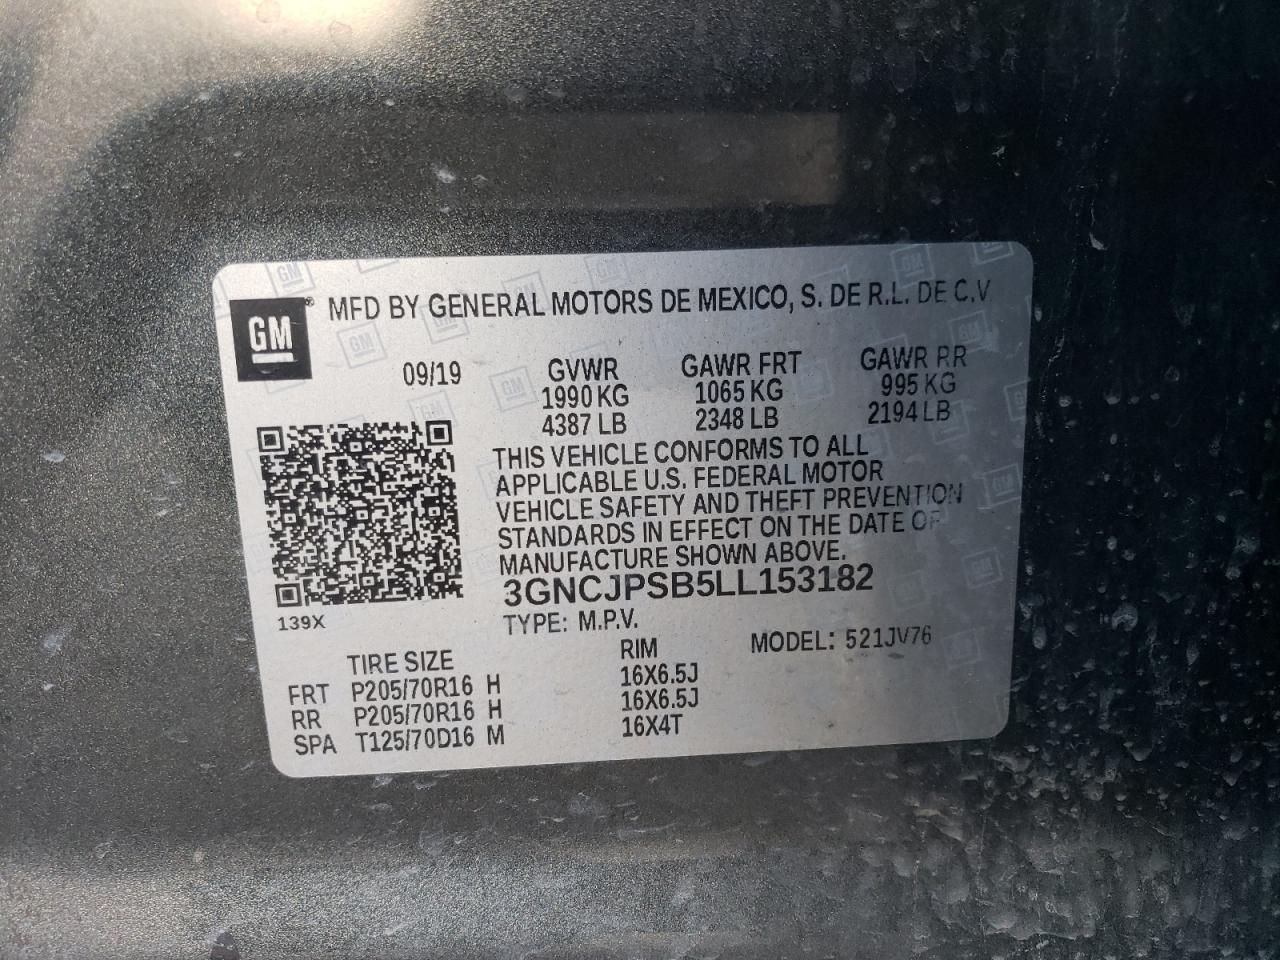 GM® MFD BY GENERAL MOTORS DE MEXICO, S. DE R.L. DE C.V
09/19 GVWR GAWR FRT GAWR RR
1990 KG 1065 KG 995 KG
4387 LB 2348 LB 2194 LB
THIS VEHICLE CONFORMS TO ALL
APPLICABLE U.S. FEDERAL MOTOR
VEHICLE SAFETY AND THEFT PREVENTION
STANDARDS IN EFFECT ON THE DATE OF
MANUFACTURE SHOWN ABOVE.
3GNCJPSB5LL153182
139X
TYPE: M.P.V. MODEL: 521JV76
TIRE SIZE RIM
FRT P205/70R16 H 16X6.5J
RR P205/70R16 H 16X6.5J
SPA T125/70D16 M 16X4T